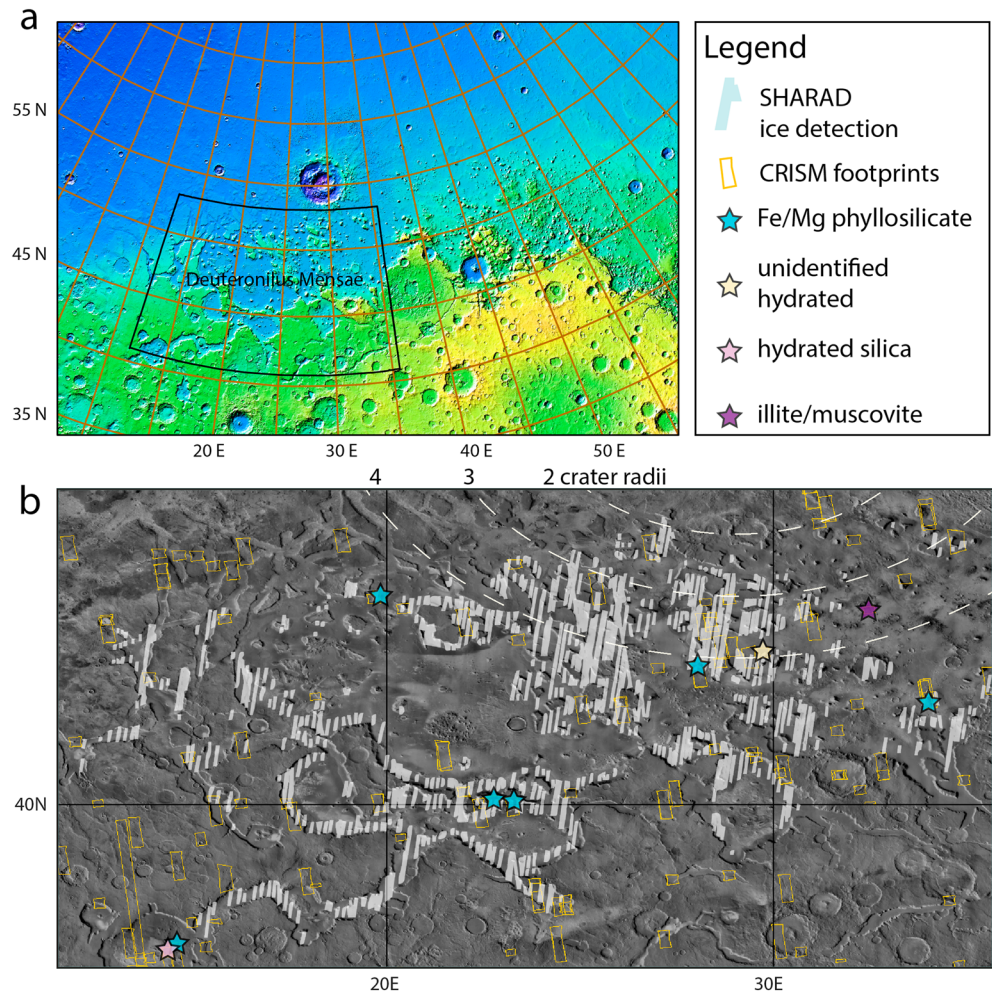 a
55 N
45 N
35 N
Deuteronilus Mensae
20 E
30 E
40 E
50 E
Legend
SHARAD
ice detection
CRISM footprints
Fe/Mg phyllosilicate
unidentified
hydrated
hydrated silica
illite/muscovite
4
3
2 crater radii
b
40N
20E
30E